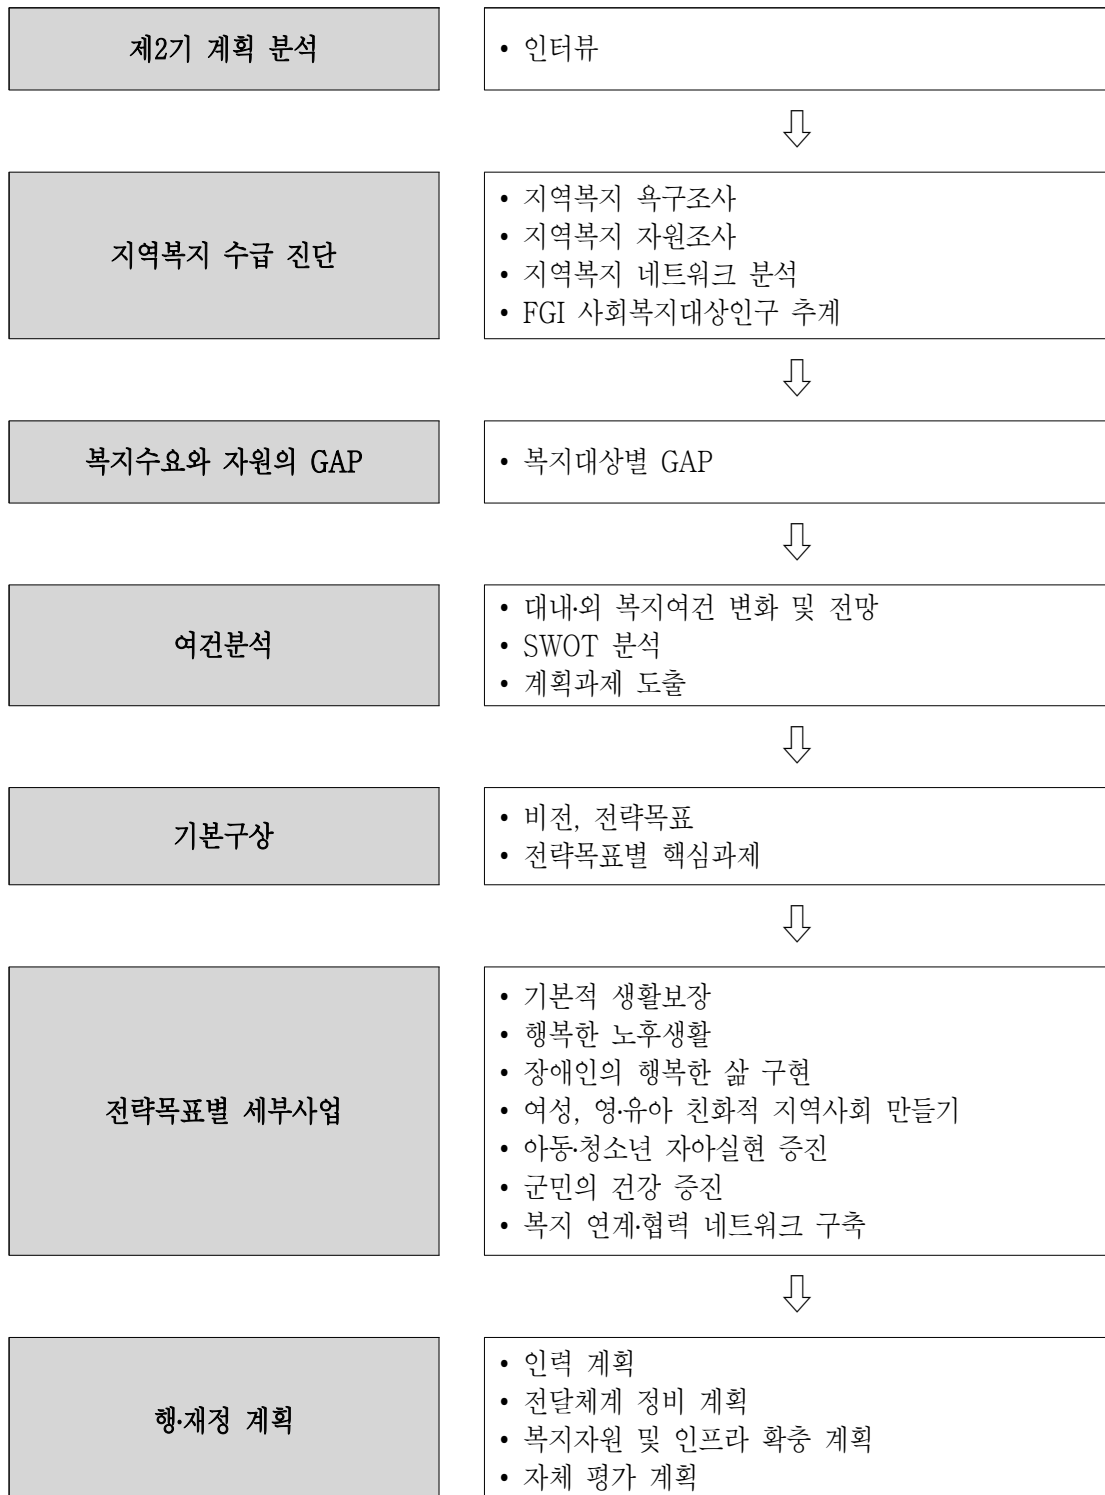 제2기 계획 분석
• 인터뷰
지역복지 수급 진단
• 지역복지 욕구조사
• 지역복지 자원조사
• 지역복지 네트워크 분석
• FGI 사회복지대상인구 추계
복지수요와 자원의 GAP
• 복지대상별 GAP
여건분석
• 대내·외 복지여건 변화 및 전망
• SWOT 분석
• 계획과제 도출
기본구상
• 비전, 전략목표
• 전략목표별 핵심과제
전략목표별 세부사업
• 기본적 생활보장
• 행복한 노후생활
• 장애인의 행복한 삶 구현
• 여성, 영·유아 친화적 지역사회 만들기
• 아동·청소년 자아실현 증진
• 군민의 건강 증진
• 복지 연계·협력 네트워크 구축
행·재정 계획
• 인력 계획
• 전달체계 정비 계획
• 복지자원 및 인프라 확충 계획
• 자체 평가 계획